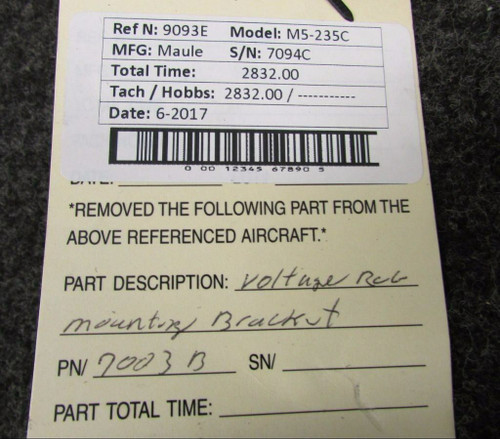 Ref N: 9093E Model: M5-235C
MFG: Maule S/N: 7094C
Total Time: 2832.00
Tach / Hobbs: 2832.00 / -----------
Date: 6-2017
0 00 12345 67890 5
DATE:
*REMOVED THE FOLLOWING PART FROM THE
ABOVE REFERENCED AIRCRAFT.*
PART DESCRIPTION: Voltage
mounting Bracket
PN/ 7003 B SN/
PART TOTAL TIME: